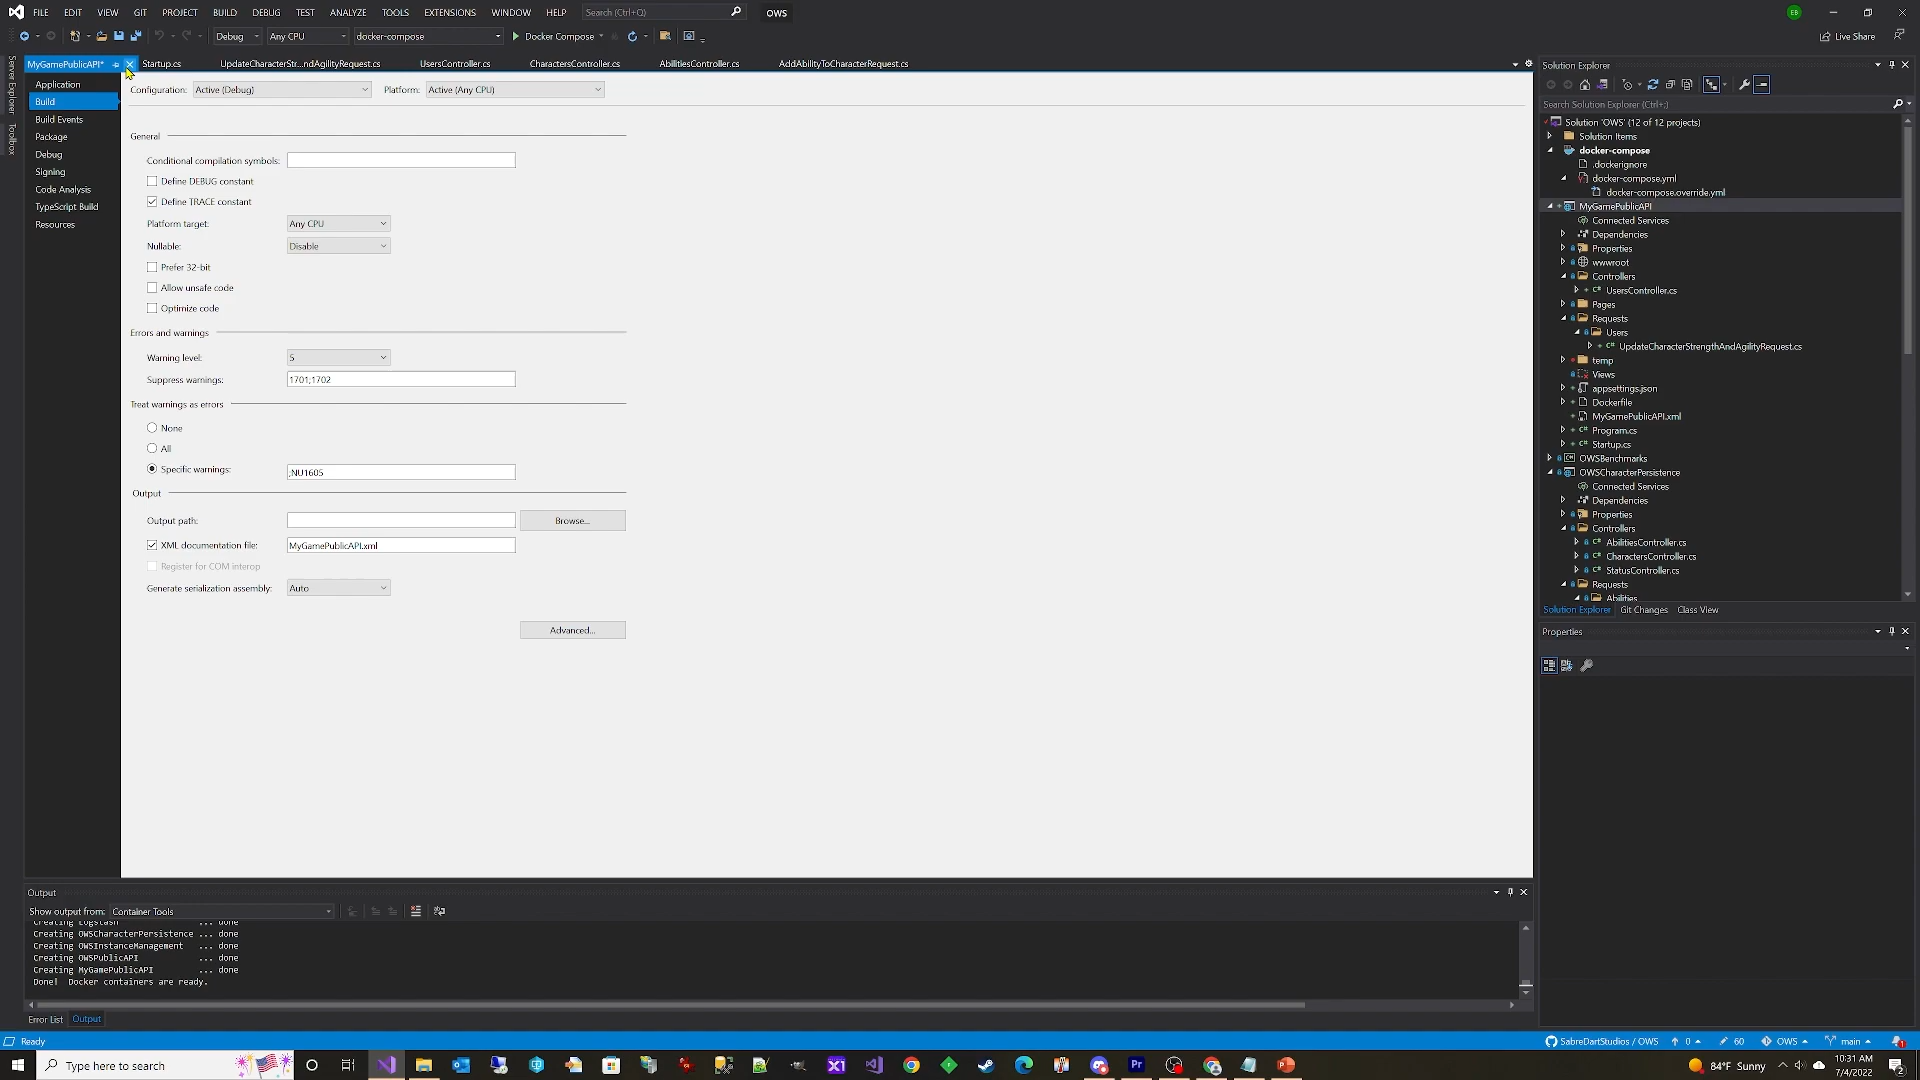 FILE EDIT VIEW GIT PROJECT BUILD DEBUG TEST ANALYZE TOOLS EXTENSIONS WINDOW HELP Search (Ctrl+Q) OWS EB
Debug Any CPU docker-compose Docker Compose Live Share
MyGamePublicAPI* Startup.cs UpdateCharacterStr...ndAgilityRequest.cs UsersController.cs CharactersController.cs AbilitiesController.cs AddAbilityToCharacterRequest.cs
Server Explorer
Toolbox
Application
Build
Build Events
Package
Debug
Signing
Code Analysis
TypeScript Build
Resources
Configuration: Active (Debug) Platform: Active (Any CPU)
General
Conditional compilation symbols:
Define DEBUG constant
Define TRACE constant
Platform target: Any CPU
Nullable: Disable
Prefer 32-bit
Allow unsafe code
Optimize code
Errors and warnings
Warning level: 5
Suppress warnings: 1701;1702
Treat warnings as errors
None
All
Specific warnings: ;NU1605
Output
Output path: Browse...
XML documentation file: MyGamePublicAPI.xml
Register for COM interop
Generate serialization assembly: Auto
Advanced...
Solution Explorer
Search Solution Explorer (Ctrl+;)
Solution 'OWS' (12 of 12 projects)
Solution Items
docker-compose
.dockerignore
docker-compose.yml
docker-compose.override.yml
MyGamePublicAPI
Connected Services
Dependencies
Properties
wwwroot
Controllers
UsersController.cs
Pages
Requests
Users
UpdateCharacterStrengthAndAgilityRequest.cs
temp
Views
appsettings.json
Dockerfile
MyGamePublicAPI.xml
Program.cs
Startup.cs
OWSBenchmarks
OWSCharacterPersistence
Connected Services
Dependencies
Properties
Controllers
AbilitiesController.cs
CharactersController.cs
StatusController.cs
Requests
Abilities
Solution Explorer Git Changes Class View
Properties
Output
Show output from: Container Tools
Creating Logstash ... done
Creating OWSCharacterPersistence ... done
Creating OWSInstanceManagement ... done
Creating OWSPublicAPI ... done
Creating MyGamePublicAPI ... done
Done! Docker containers are ready.
Error List Output
Ready SabreDartStudios / OWS 0 60 OWS main 1
Type here to search X1 Pr 84°F Sunny 10:31 AM
7/4/2022 2